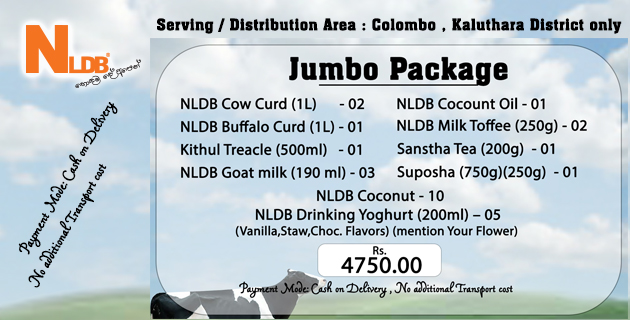 Serving / Distribution Area : Colombo , Kaluthara District only
NLDB
Jumbo Package
NLDB Cow Curd (1L) - 02
NLDB Buffalo Curd (1L) - 01
Kithul Treacle (500ml) - 01
NLDB Goat milk (190 ml) - 03
NLDB Cocount Oil - 01
NLDB Milk Toffee (250g) - 02
Sanstha Tea (200g) - 01
Suposha (750g)(250g) - 01
NLDB Coconut - 10
NLDB Drinking Yoghurt (200ml) – 05
(Vanilla,Staw,Choc. Flavors) (mention Your Flower)
Rs.
4750.00
Payment Mode: Cash on Delivery , No additional Transport cost
Payment Mode: Cash on Delivery
No additional Transport cost